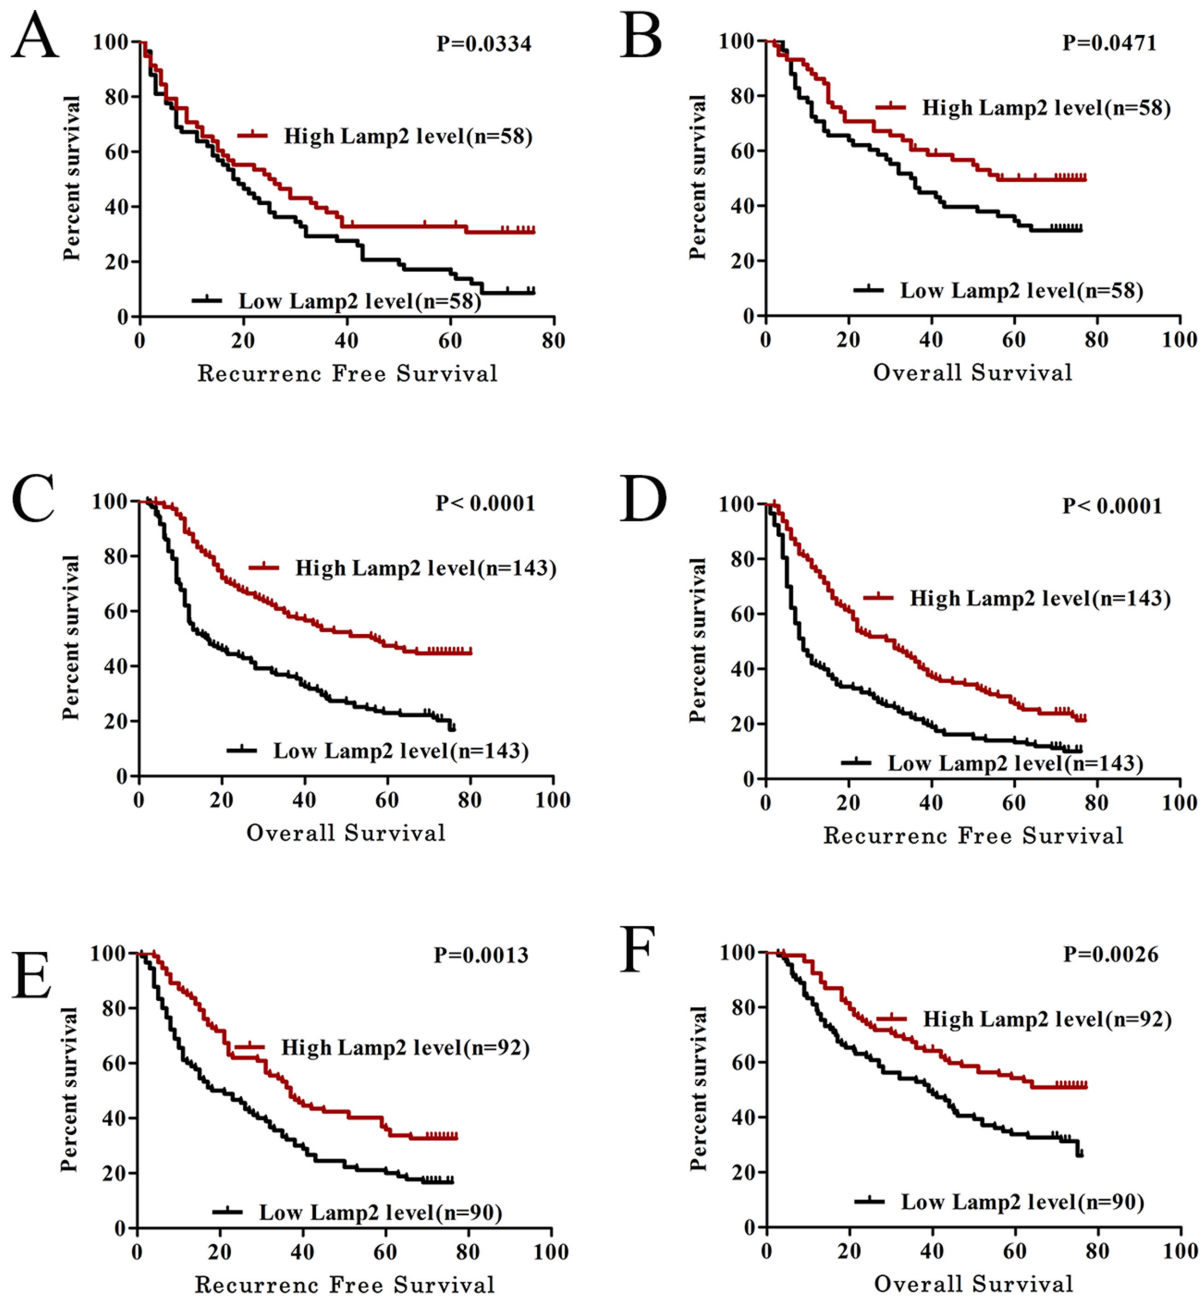 A
P=0.0334
100
80
60
40
20
0
Percent survival
High Lamp2 level(n=58)
Low Lamp2 level(n=58)
0 20 40 60 80
Recurrenc Free Survival
B
P=0.0471
100
80
60
40
20
0
Percent survival
High Lamp2 level(n=58)
Low Lamp2 level(n=58)
0 20 40 60 80 100
Overall Survival
C
P< 0.0001
100
80
60
40
20
0
Percent survival
High Lamp2 level(n=143)
Low Lamp2 level(n=143)
0 20 40 60 80 100
Overall Survival
D
P< 0.0001
100
80
60
40
20
0
Percent survival
High Lamp2 level(n=143)
Low Lamp2 level(n=143)
0 20 40 60 80 100
Recurrenc Free Survival
E
P=0.0013
100
80
60
40
20
0
Percent survival
High Lamp2 level(n=92)
Low Lamp2 level(n=90)
0 20 40 60 80 100
Recurrenc Free Survival
F
P=0.0026
100
80
60
40
20
0
Percent survival
High Lamp2 level(n=92)
Low Lamp2 level(n=90)
0 20 40 60 80 100
Overall Survival